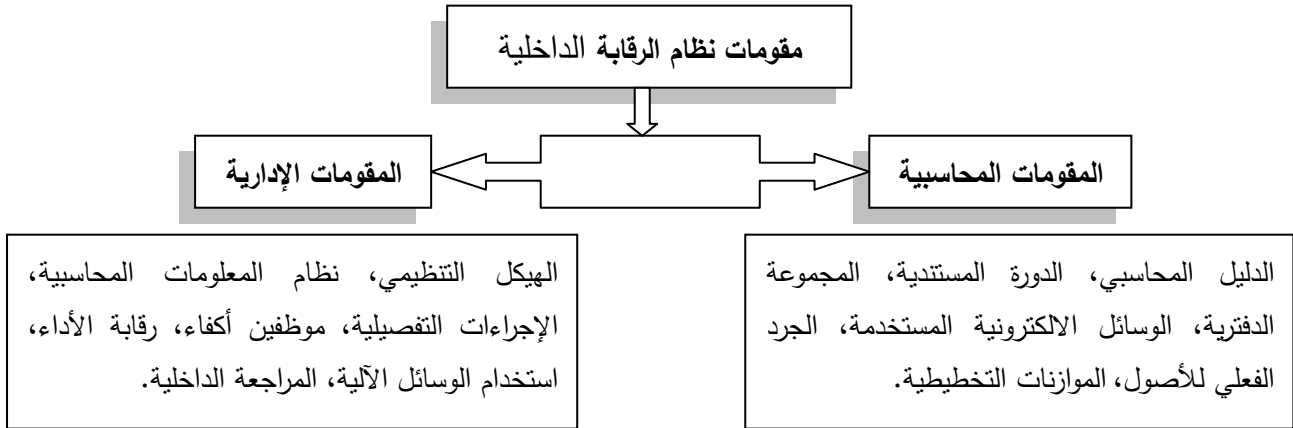 مقومات نظام الرقابة الداخلية
المقومات المحاسبية
المقومات الإدارية
الدليل المحاسبي، الدورة المستندية، المجموعة
الدفترية، الوسائل الالكترونية المستخدمة، الجرد
الفعلي للأصول، الموازنات التخطيطية.
الهيكل التنظيمي، نظام المعلومات المحاسبية،
الإجراءات التفصيلية، موظفين أكفاء، رقابة الأداء،
استخدام الوسائل الآلية، المراجعة الداخلية.